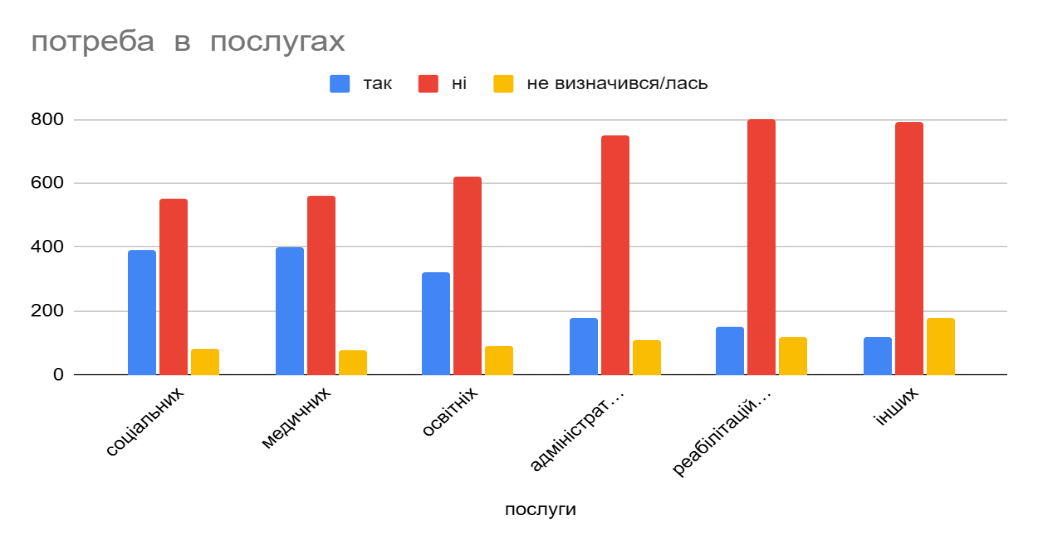 потреба в послугах
так ні не визначився/лась
800
600
400
200
0
соціальних
медичних
освітніх
адміністрат…
реабілітацій…
інших
послуги